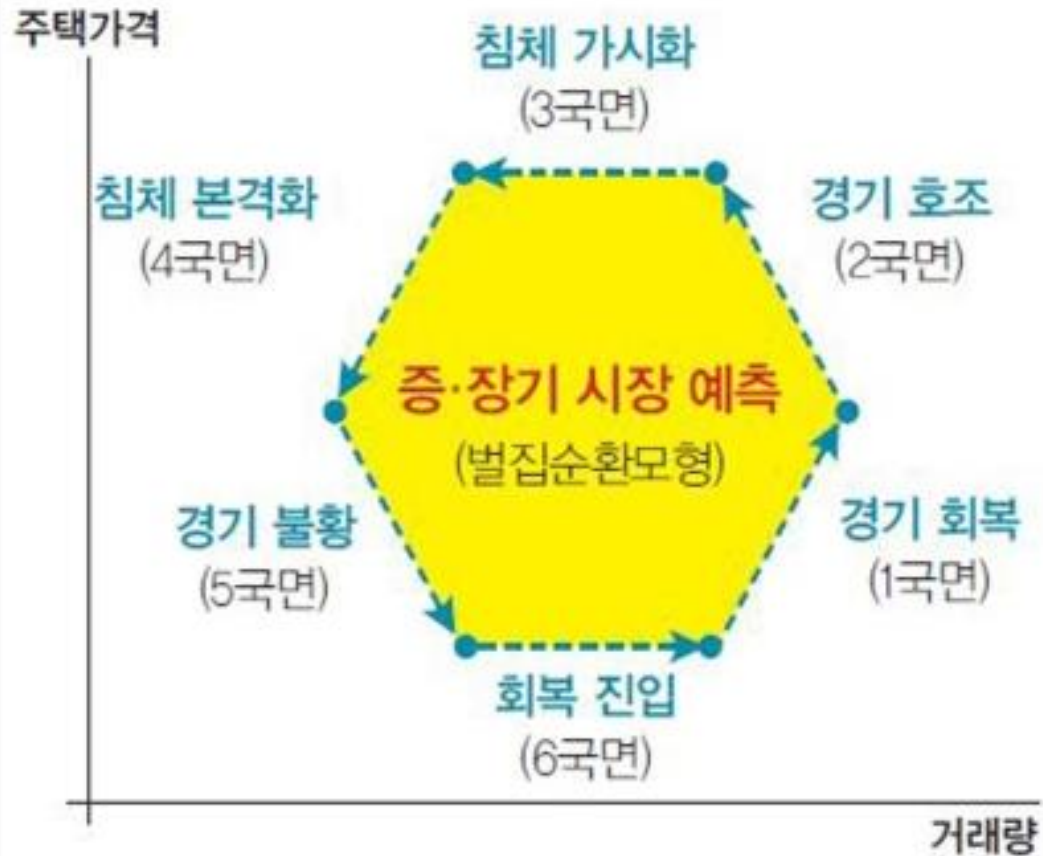 주택가격
침체 가시화
(3국면)
침체 본격화
(4국면)
경기 호조
(2국면)
증·장기 시장 예측
(벌집순환모형)
경기 불황
(5국면)
경기 회복
(1국면)
회복 진입
(6국면)
거래량